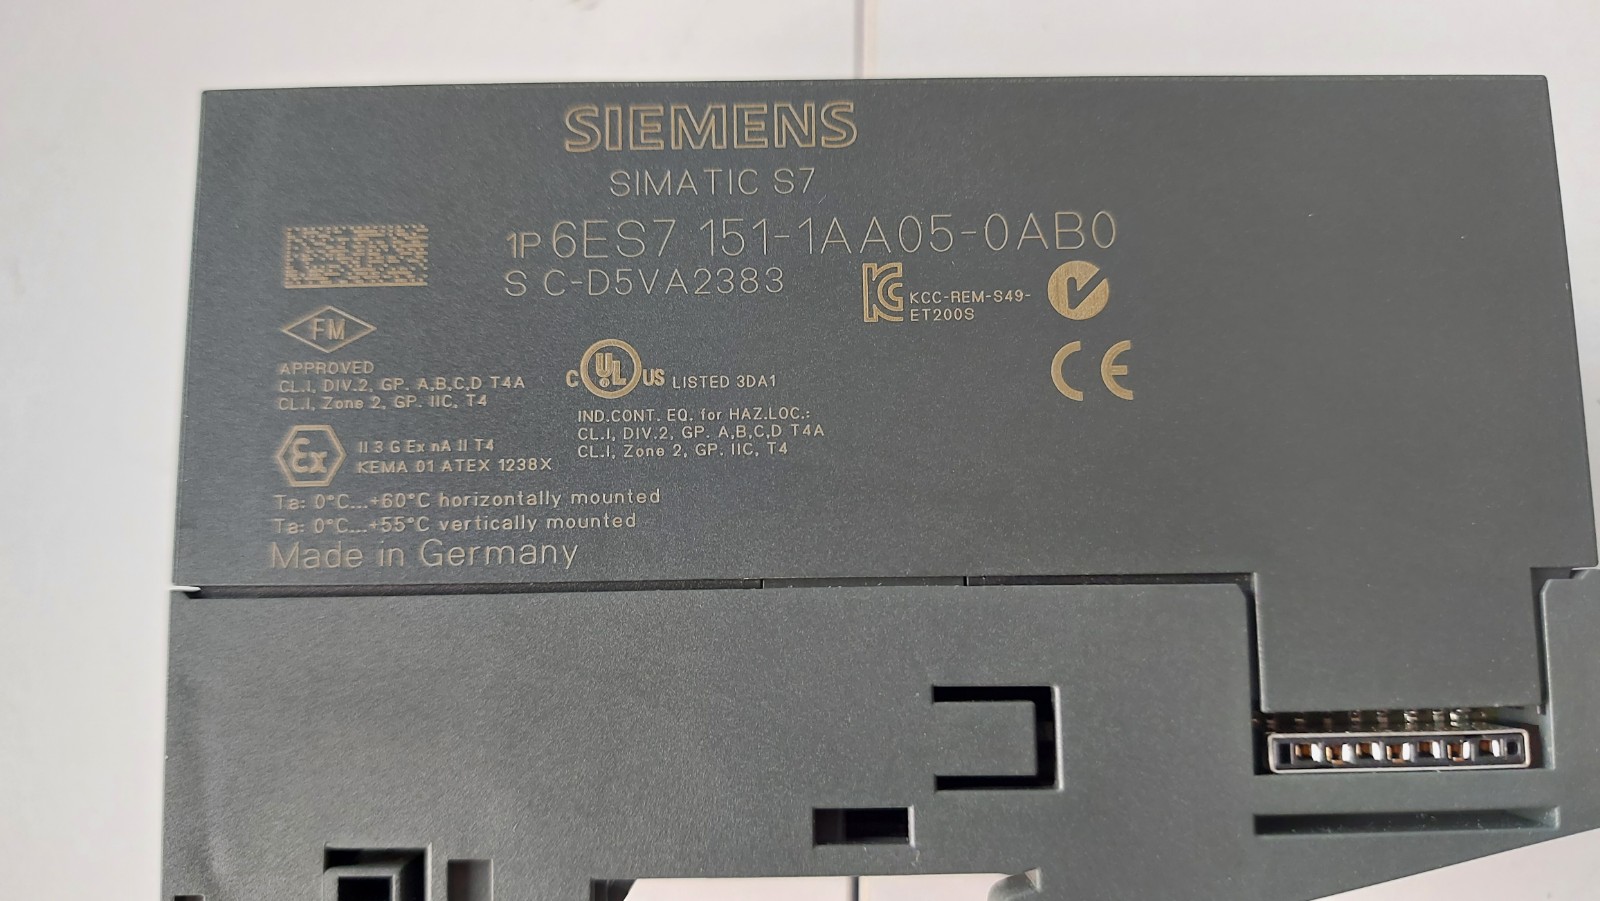 SIEMENS
SIMATIC S7
1P 6ES7 151-1AA05-0AB0
S C-D5VA2383
KCC-REM-S49-
ET200S
FM
APPROVED
CL.I, DIV.2, GP. A,B,C,D T4A
CL.I, Zone 2, GP. IIC, T4
C UL US LISTED 3DA1
IND.CONT. EQ. for HAZ.LOC.:
CL.I, DIV.2, GP. A,B,C,D T4A
CL.I, Zone 2, GP. IIC, T4
CE
Ex II 3 G Ex nA II T4
KEMA 01 ATEX 1238X
Ta: 0°C...+60°C horizontally mounted
Ta: 0°C...+55°C vertically mounted
Made in Germany